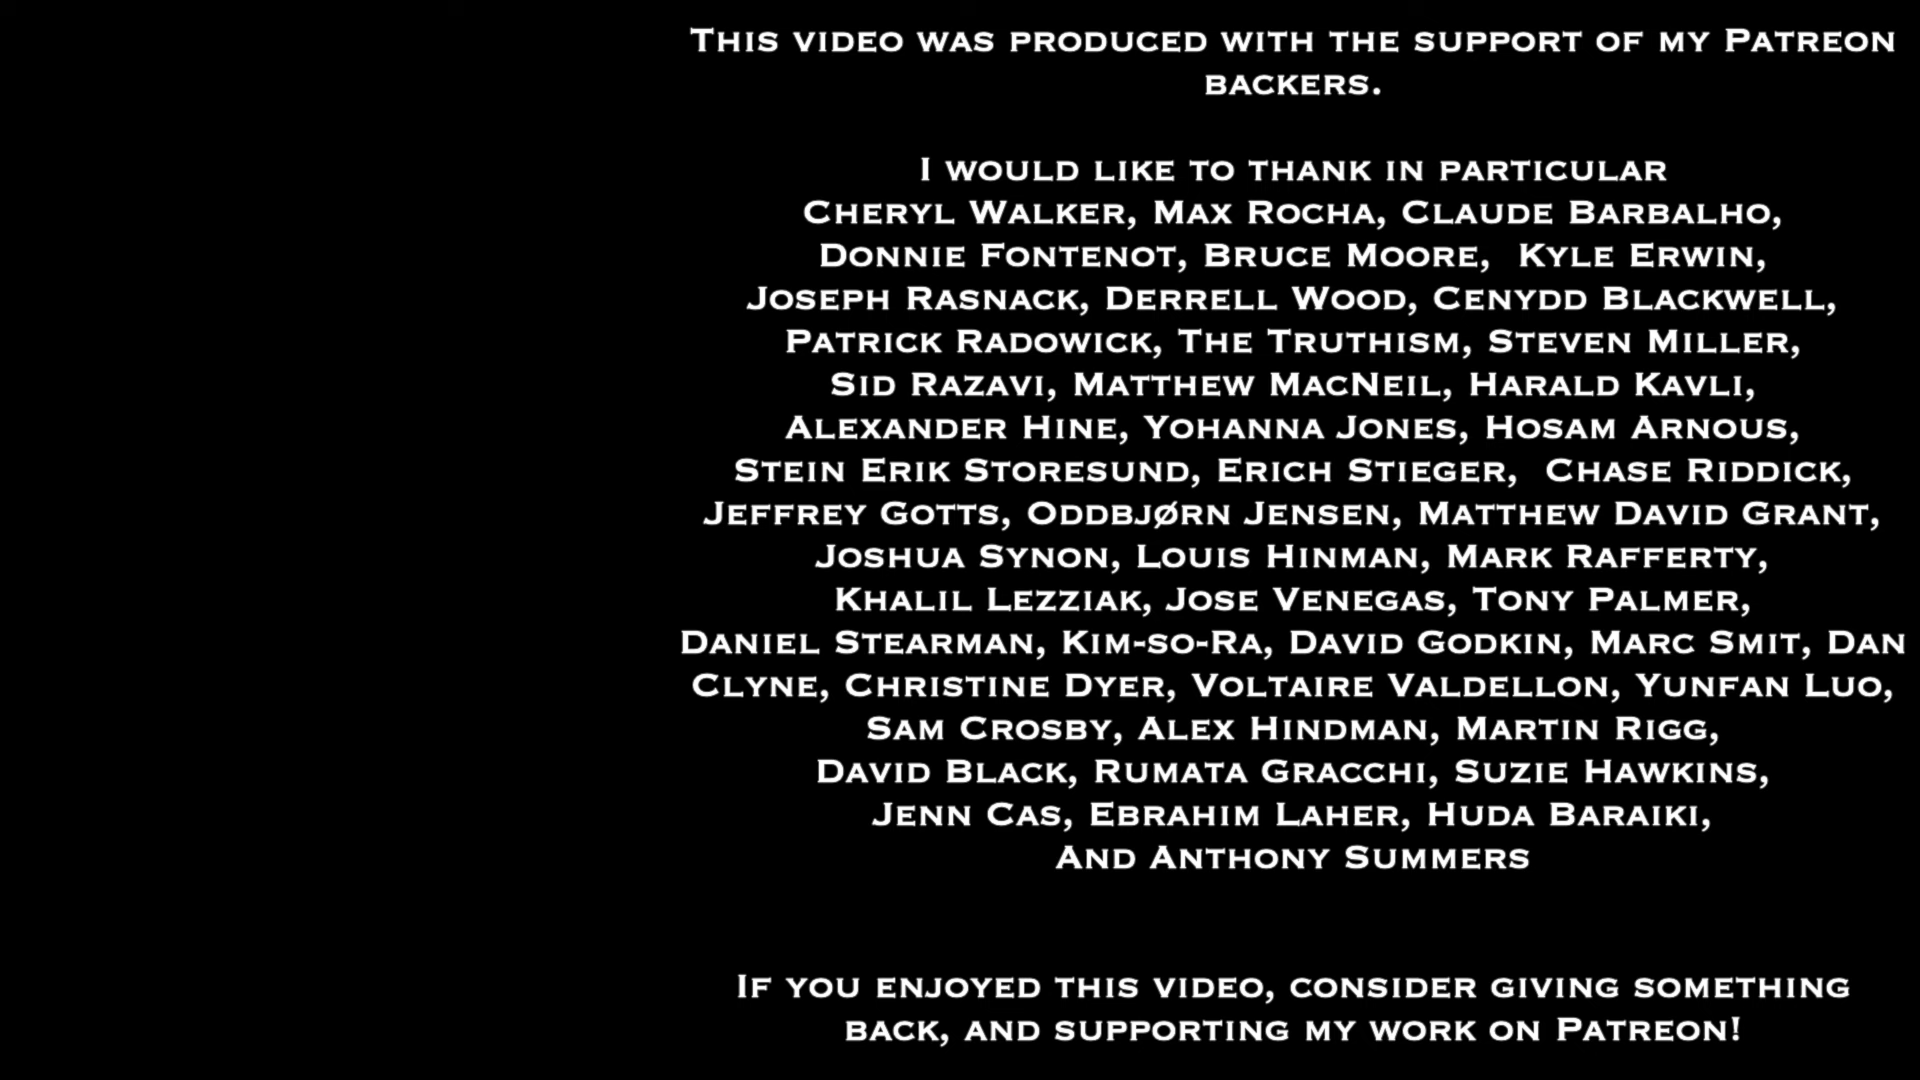 This video was produced with the support of my Patreon
backers.
I would like to thank in particular
Cheryl Walker, Max Rocha, Claude Barbalho,
Donnie Fontenot, Bruce Moore,  Kyle Erwin,
Joseph Rasnack, Derrell Wood, Cenydd Blackwell,
Patrick Radowick, The Truthism, Steven Miller,
Sid Razavi, Matthew MacNeil, Harald Kavli,
Alexander Hine, Yohanna Jones, Hosam Arnous,
Stein Erik Storesund, Erich Stieger,  Chase Riddick,
Jeffrey Gotts, Oddbjørn Jensen, Matthew David Grant,
Joshua Synon, Louis Hinman, Mark Rafferty,
Khalil Lezziak, Jose Venegas, Tony Palmer,
Daniel Stearman, Kim-so-Ra, David Godkin, Marc Smit, Dan
Clyne, Christine Dyer, Voltaire Valdellon, Yunfan Luo,
Sam Crosby, Alex Hindman, Martin Rigg,
David Black, Rumata Gracchi, Suzie Hawkins,
Jenn Cas, Ebrahim Laher, Huda Baraiki,
And Anthony Summers
If you enjoyed this video, consider giving something
back, and supporting my work on Patreon!